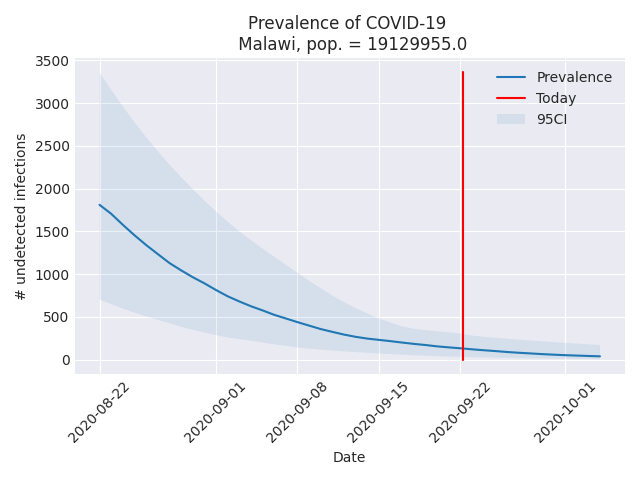 Prevalence of COVID-19
Malawi, pop. = 19129955.0
3500
3000
2500
2000
1500
1000
500
0
# undetected infections
Prevalence
Today
95CI
2020-08-22
2020-09-01
2020-09-08
2020-09-15
2020-09-22
2020-10-01
Date